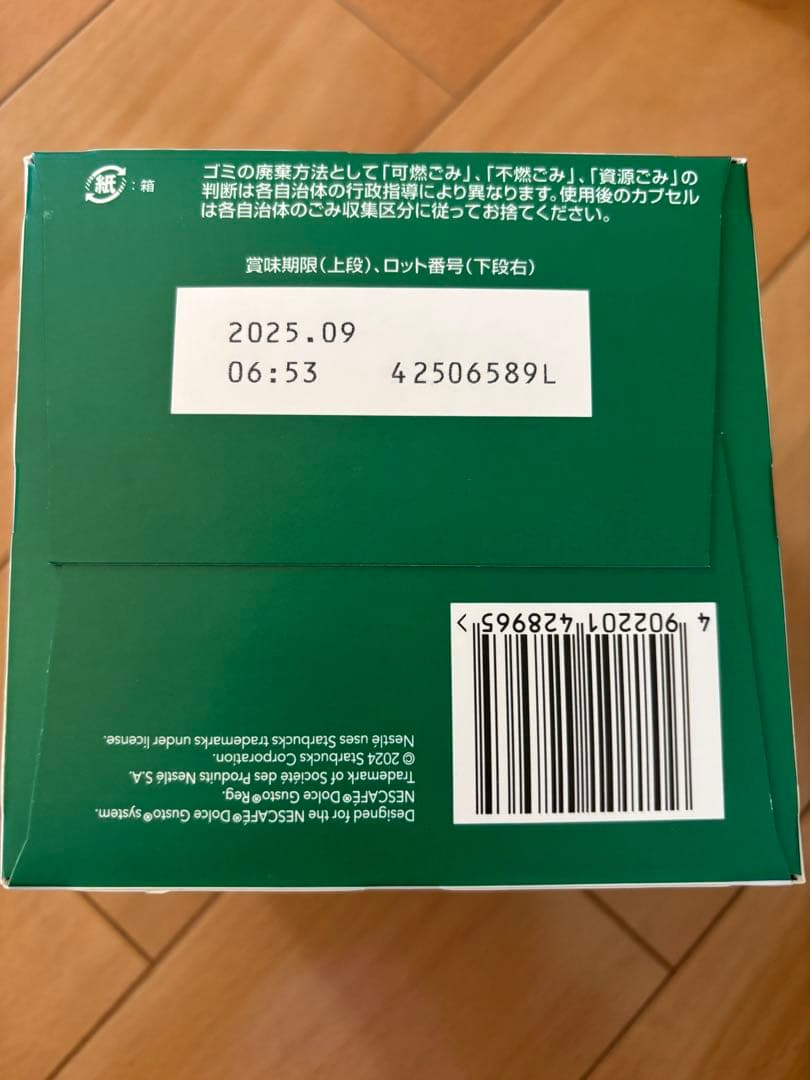 紙:箱
ゴミの廃棄方法として「可燃ごみ」、「不燃ごみ」、「資源ごみ」の
判断は各自治体の行政指導により異なります。使用後のカプセル
は各自治体のごみ収集区分に従ってお捨てください。
賞味期限(上段)、ロット番号(下段右)
2025.09
06:53 42506589L
4 902201 428965 >
Designed for the NESCAFÉ® Dolce Gusto® system.
NESCAFÉ® Dolce Gusto® Reg.
Trademark of Société des Produits Nestlé S.A.
© 2024 Starbucks Corporation.
Nestlé uses Starbucks trademarks under license.